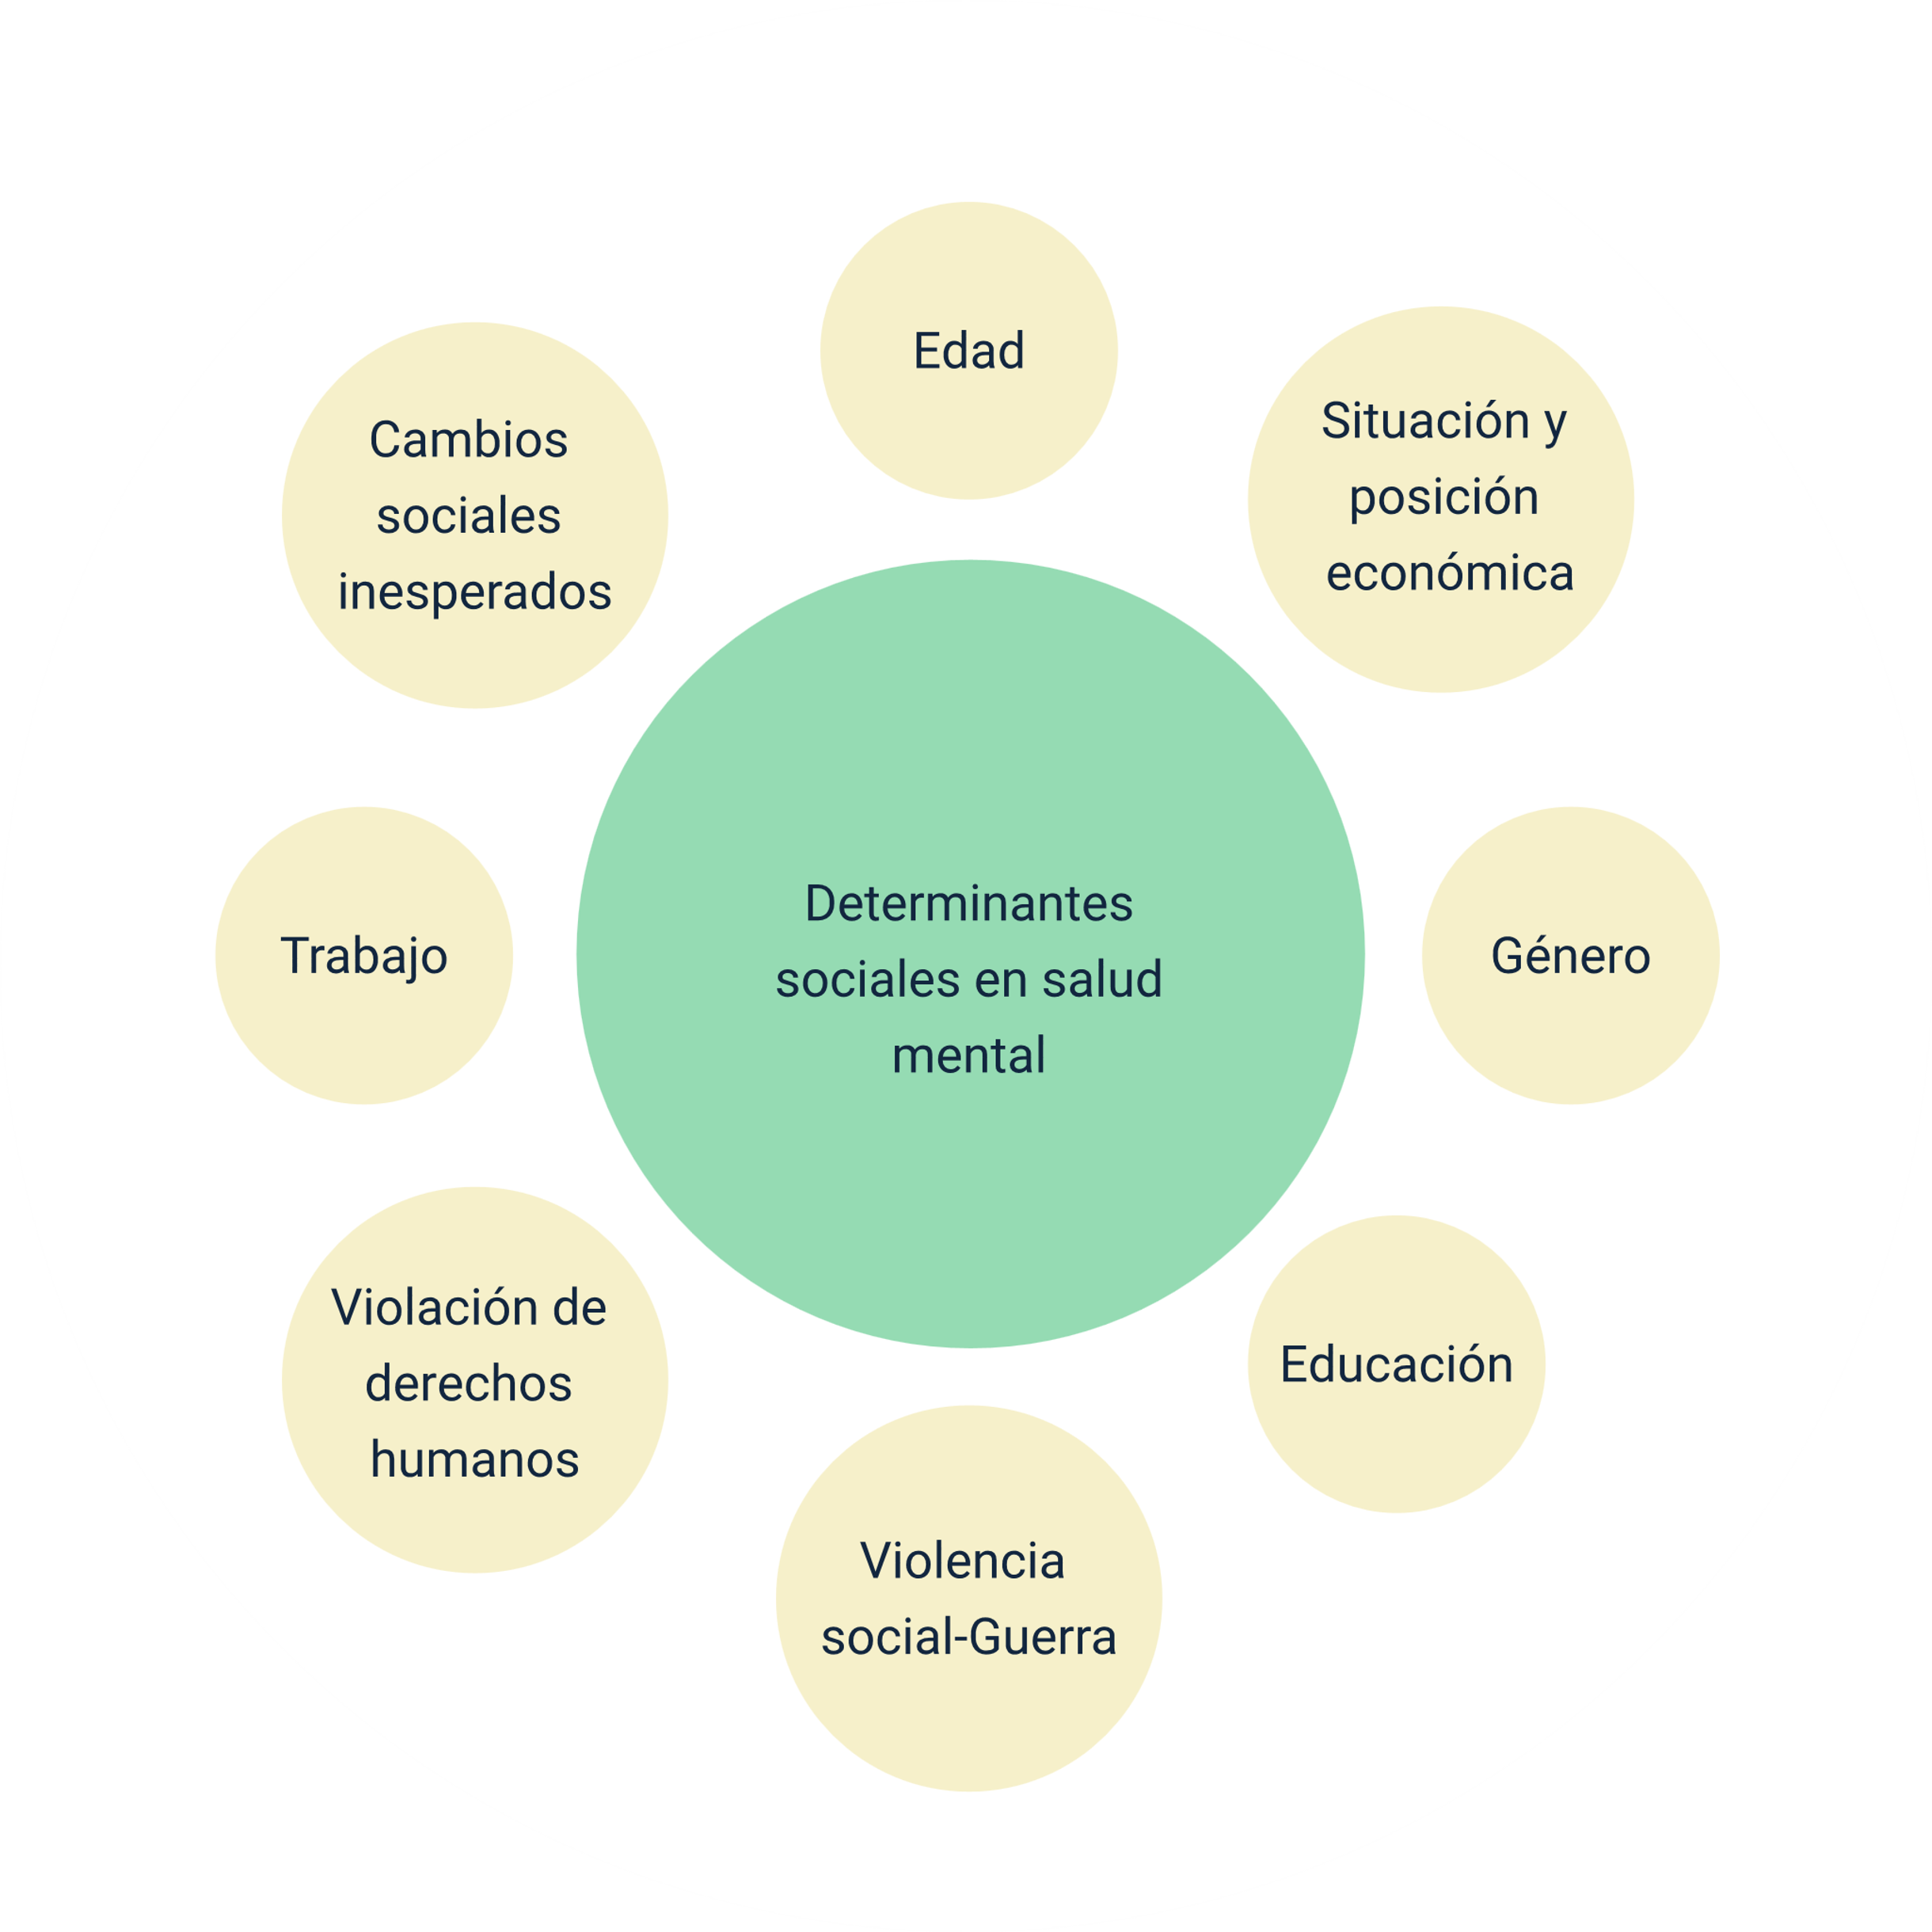 Edad
Situación y
posición
económica
Cambios
sociales
inesperados
Determinantes
sociales en salud
mental
Trabajo
Género
Violación de
derechos
humanos
Educación
Violencia
social-Guerra